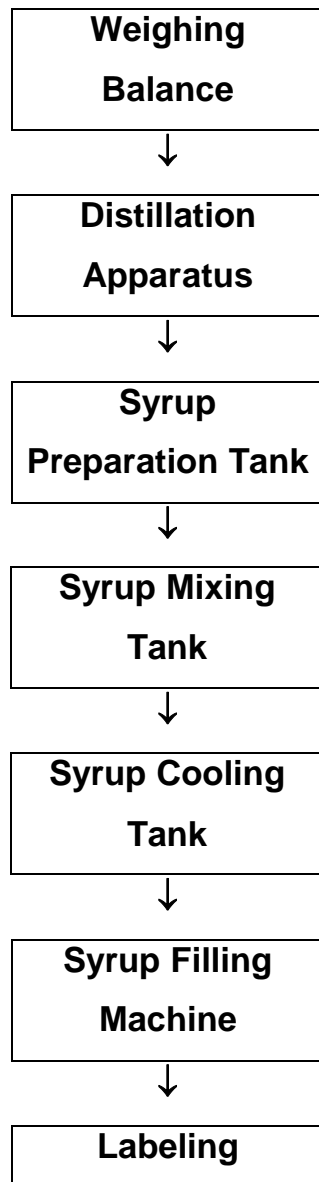 Weighing
Balance
↓
Distillation
Apparatus
↓
Syrup
Preparation Tank
↓
Syrup Mixing
Tank
↓
Syrup Cooling
Tank
↓
Syrup Filling
Machine
↓
Labeling